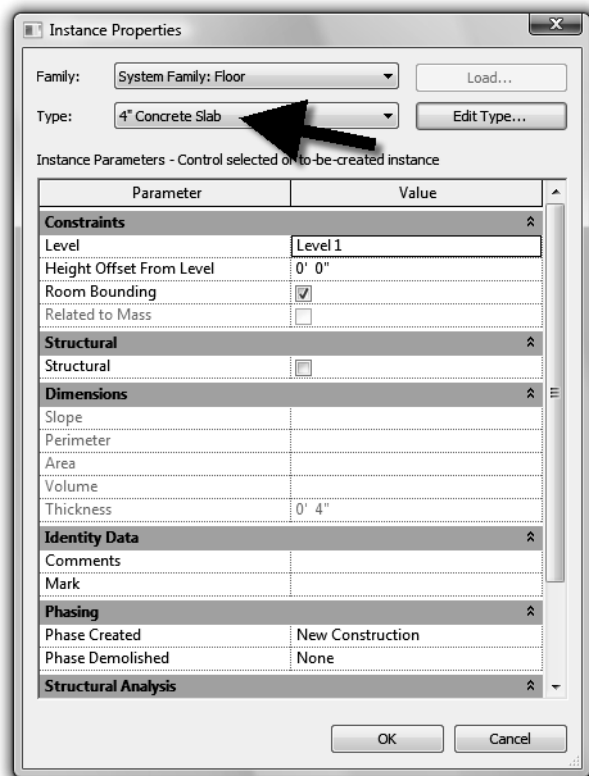 Instance Properties
Family: System Family: Floor Load...
Type: 4" Concrete Slab Edit Type...
Instance Parameters - Control selected or to-be-created instance
Parameter Value
Constraints
Level Level 1
Height Offset From Level 0' 0"
Room Bounding
Related to Mass
Structural
Structural
Dimensions
Slope
Perimeter
Area
Volume
Thickness 0' 4"
Identity Data
Comments
Mark
Phasing
Phase Created New Construction
Phase Demolished None
Structural Analysis
OK Cancel